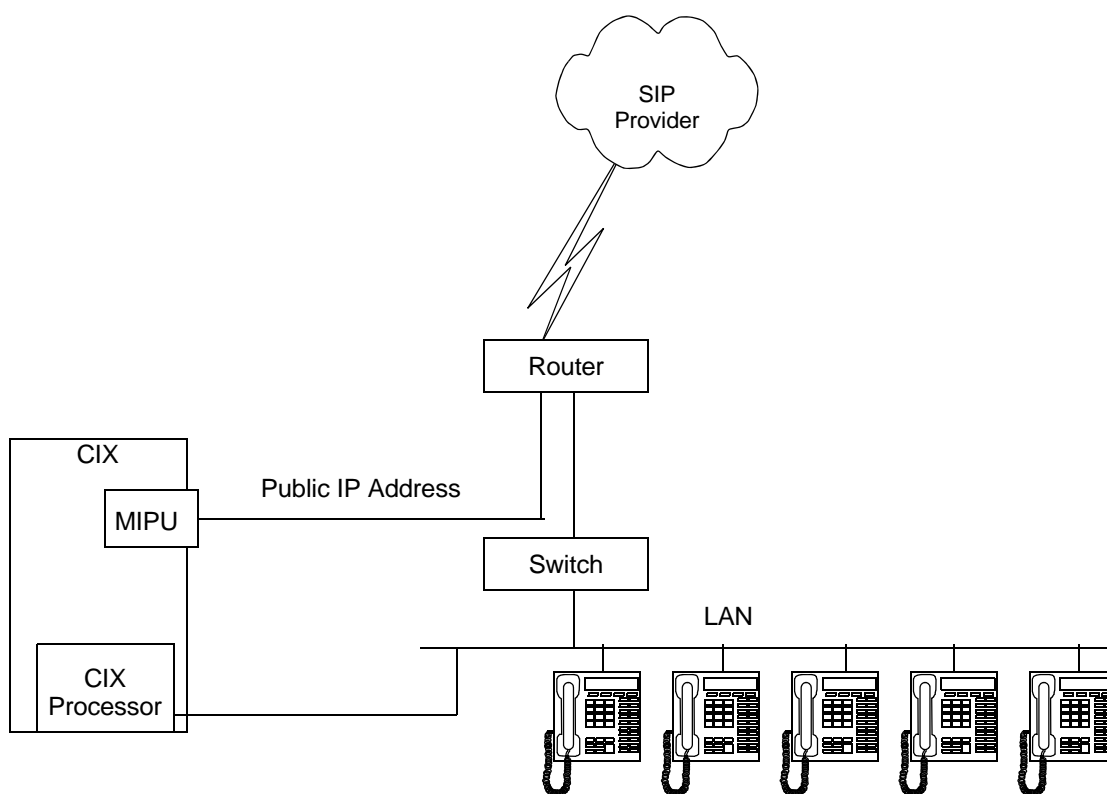 SIP
Provider
Router
CIX
Public IP Address
MIPU
Switch
LAN
CIX
Processor